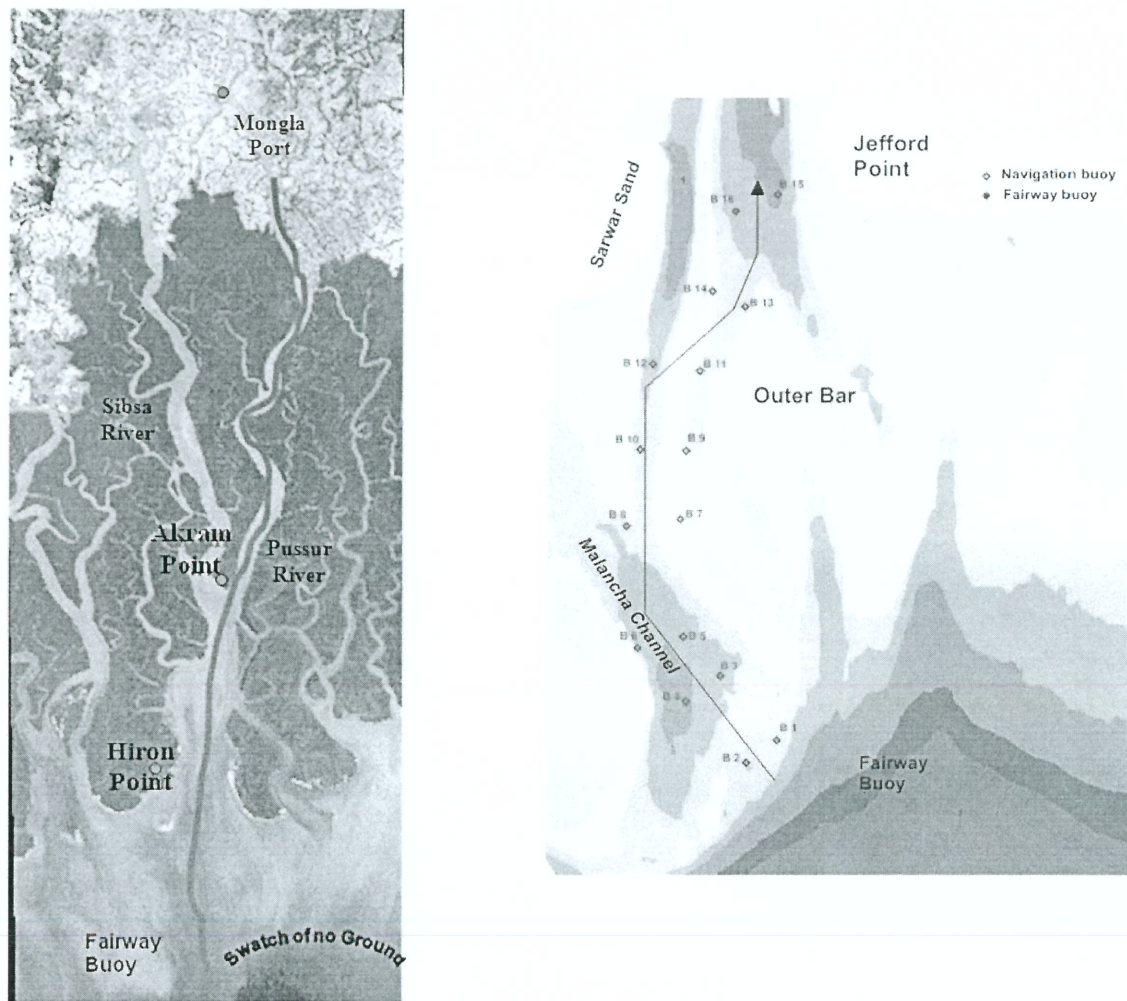 Mongla
Port
Sibsa
River
Akram
Point
Pussur
River
Hiron
Point
Fairway
Buoy
Swatch of no Ground
Jefford
Point
Navigation buoy
Fairway buoy
Sarwar Sand
B 15
B 16
B 14
B 13
B 12
B 11
Outer Bar
B 10
B 9
B 7
Malancha Channel
B 5
B 3
B 1
B 2
Fairway
Buoy